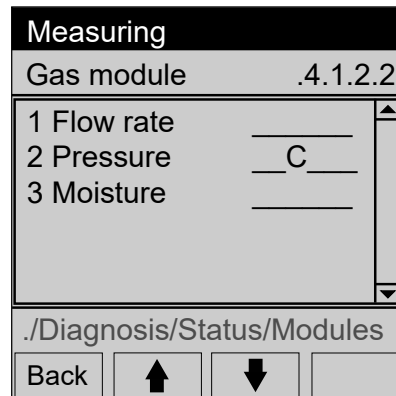 Measuring
Gas module .4.1.2.2
1 Flow rate ______
2 Pressure __C___
3 Moisture ______
./Diagnosis/Status/Modules
Back